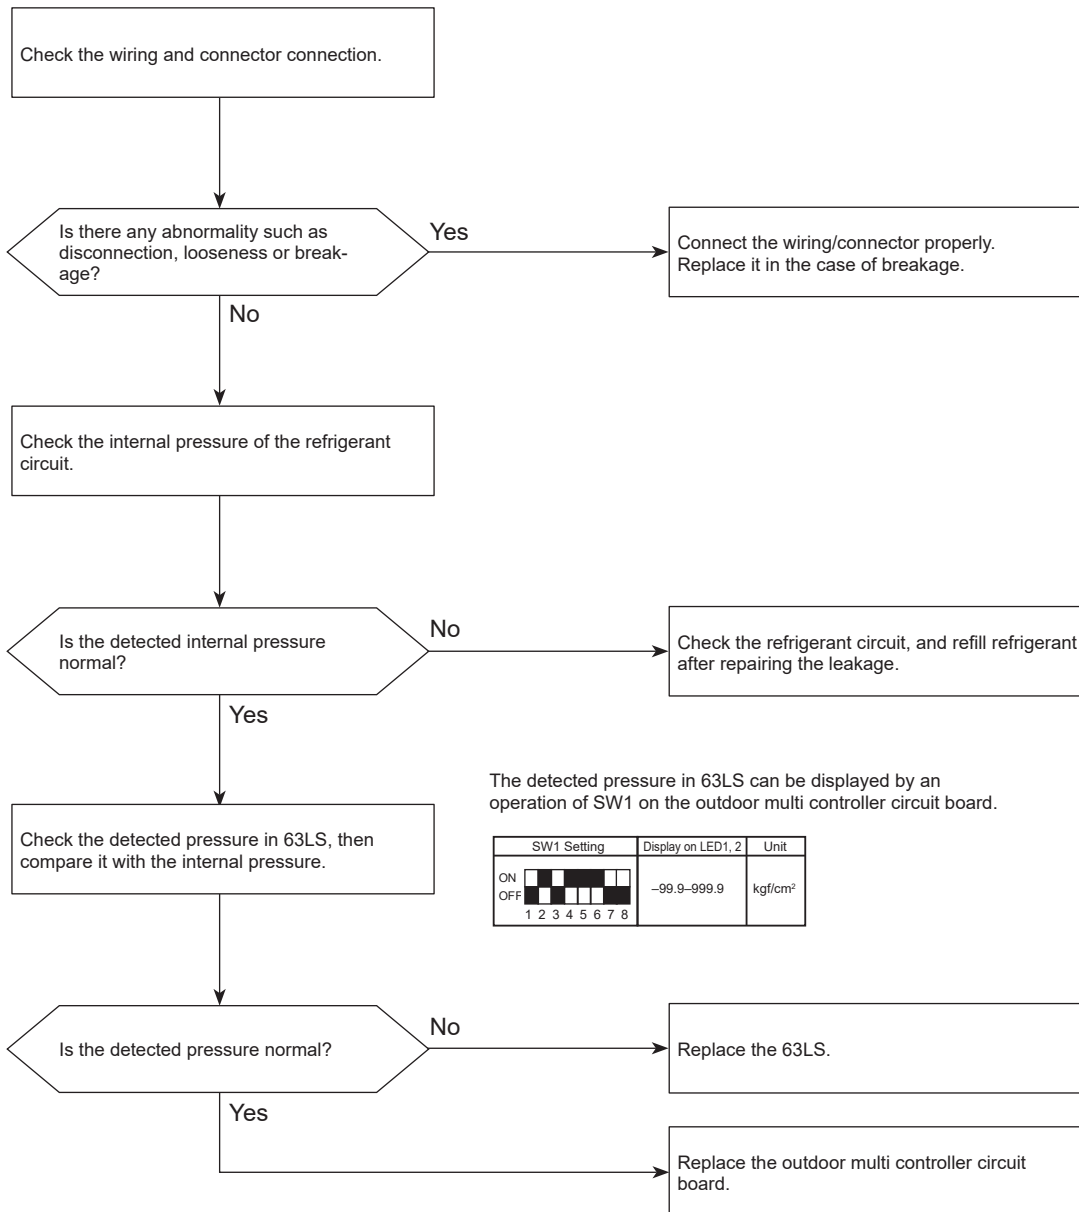 Check the wiring and connector connection.
Is there any abnormality such as
disconnection, looseness or break-
age?
Yes
Connect the wiring/connector properly.
Replace it in the case of breakage.
No
Check the internal pressure of the refrigerant
circuit.
Is the detected internal pressure
normal?
No
Check the refrigerant circuit, and refill refrigerant
after repairing the leakage.
Yes
The detected pressure in 63LS can be displayed by an
operation of SW1 on the outdoor multi controller circuit board.
Check the detected pressure in 63LS, then
compare it with the internal pressure.
SW1 Setting Display on LED1, 2 Unit
ON
OFF
1 2 3 4 5 6 7 8
–99.9–999.9
kgf/cm²
Is the detected pressure normal?
No
Replace the 63LS.
Yes
Replace the outdoor multi controller circuit
board.